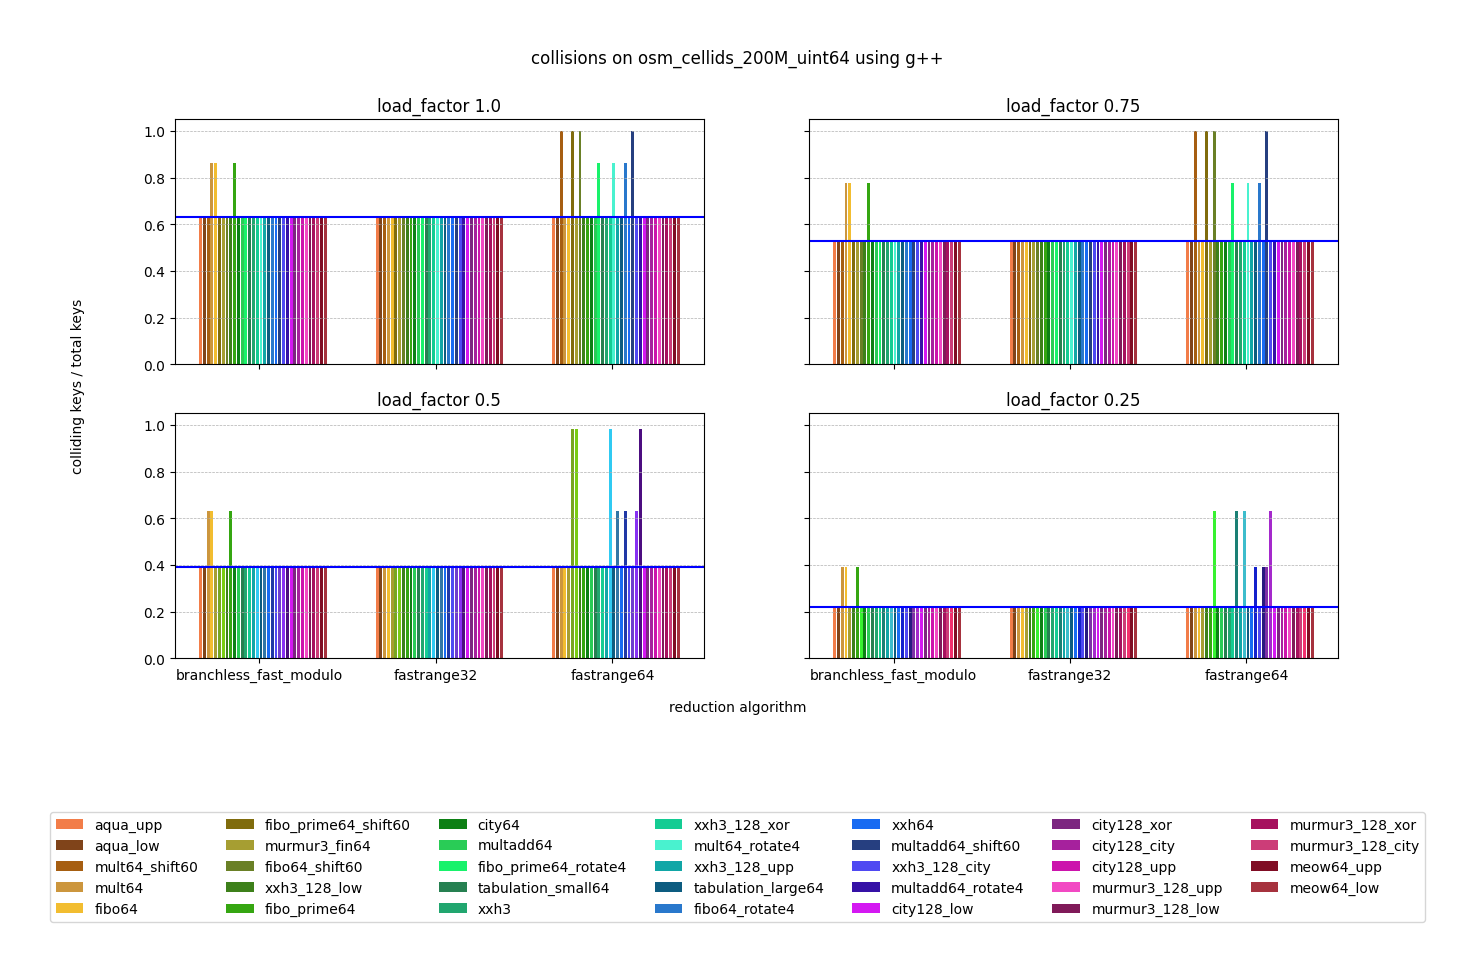 collisions on osm_cellids_200M_uint64 using g++
load_factor 1.0
load_factor 0.75
1.0
0.8
0.6
0.4
0.2
0.0
colliding keys / total keys
load_factor 0.5
load_factor 0.25
1.0
0.8
0.6
0.4
0.2
0.0
branchless_fast_modulo fastrange32 fastrange64
branchless_fast_modulo fastrange32 fastrange64
reduction algorithm
aqua_upp fibo_prime64_shift60 city64 xxh3_128_xor xxh64 city128_xor murmur3_128_xor
aqua_low murmur3_fin64 multadd64 mult64_rotate4 multadd64_shift60 city128_city murmur3_128_city
mult64_shift60 fibo64_shift60 fibo_prime64_rotate4 xxh3_128_upp xxh3_128_city city128_upp meow64_upp
mult64 xxh3_128_low tabulation_small64 tabulation_large64 multadd64_rotate4 murmur3_128_upp meow64_low
fibo64 fibo_prime64 xxh3 fibo64_rotate4 city128_low murmur3_128_low